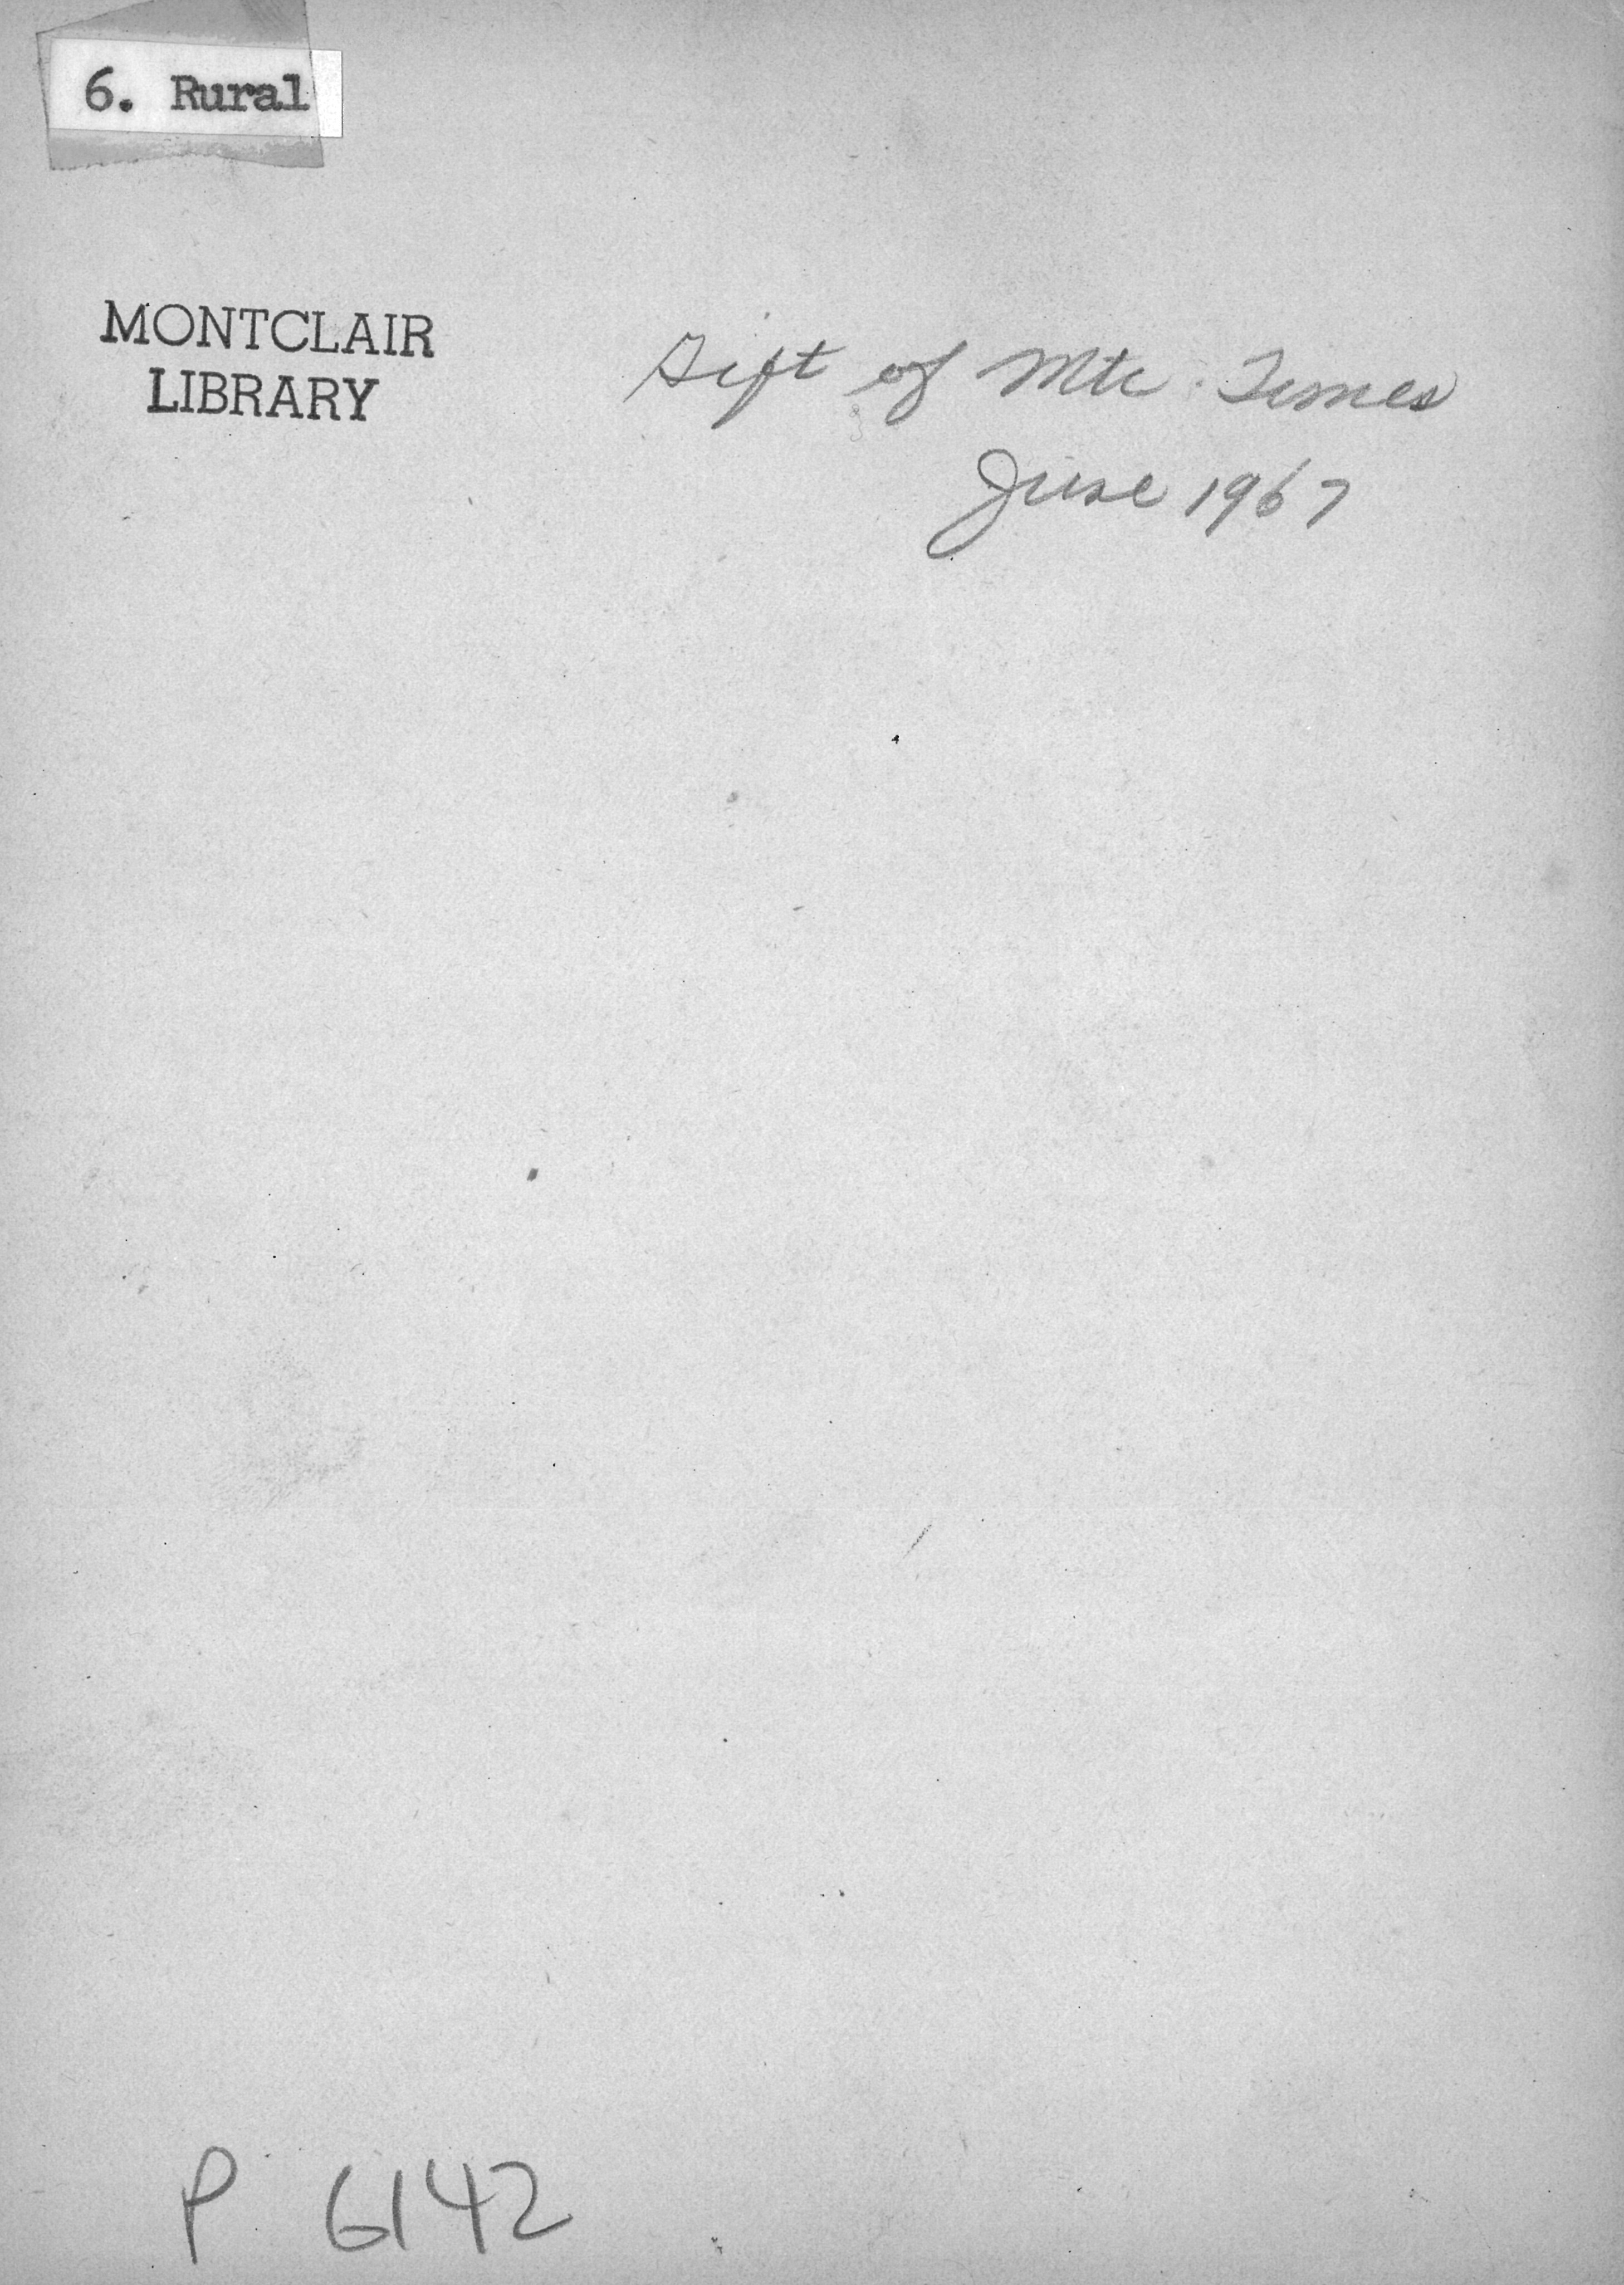 6. Rural
MONTCLAIR
LIBRARY
Gift of Mtc. Times
June 1967
P 6142